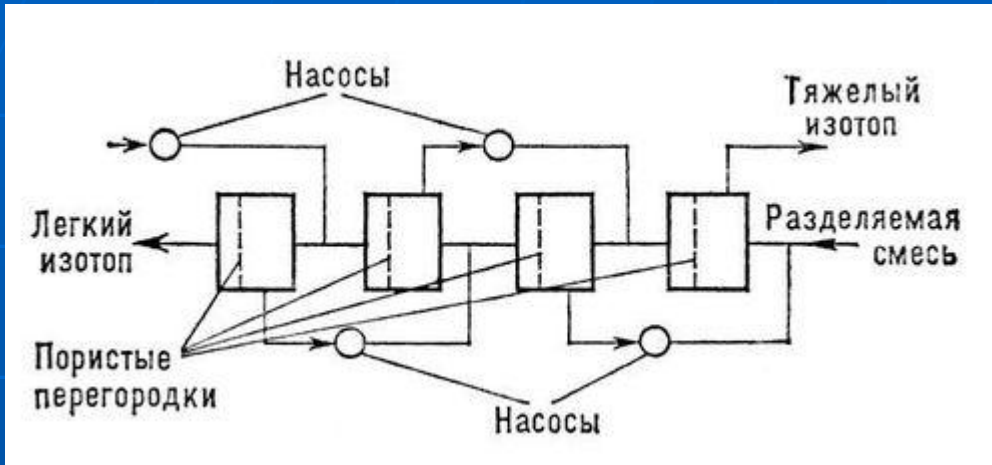 Насосы
Тяжелый
изотоп
Легкий
изотоп
Разделяемая
смесь
Пористые
перегородки
Насосы